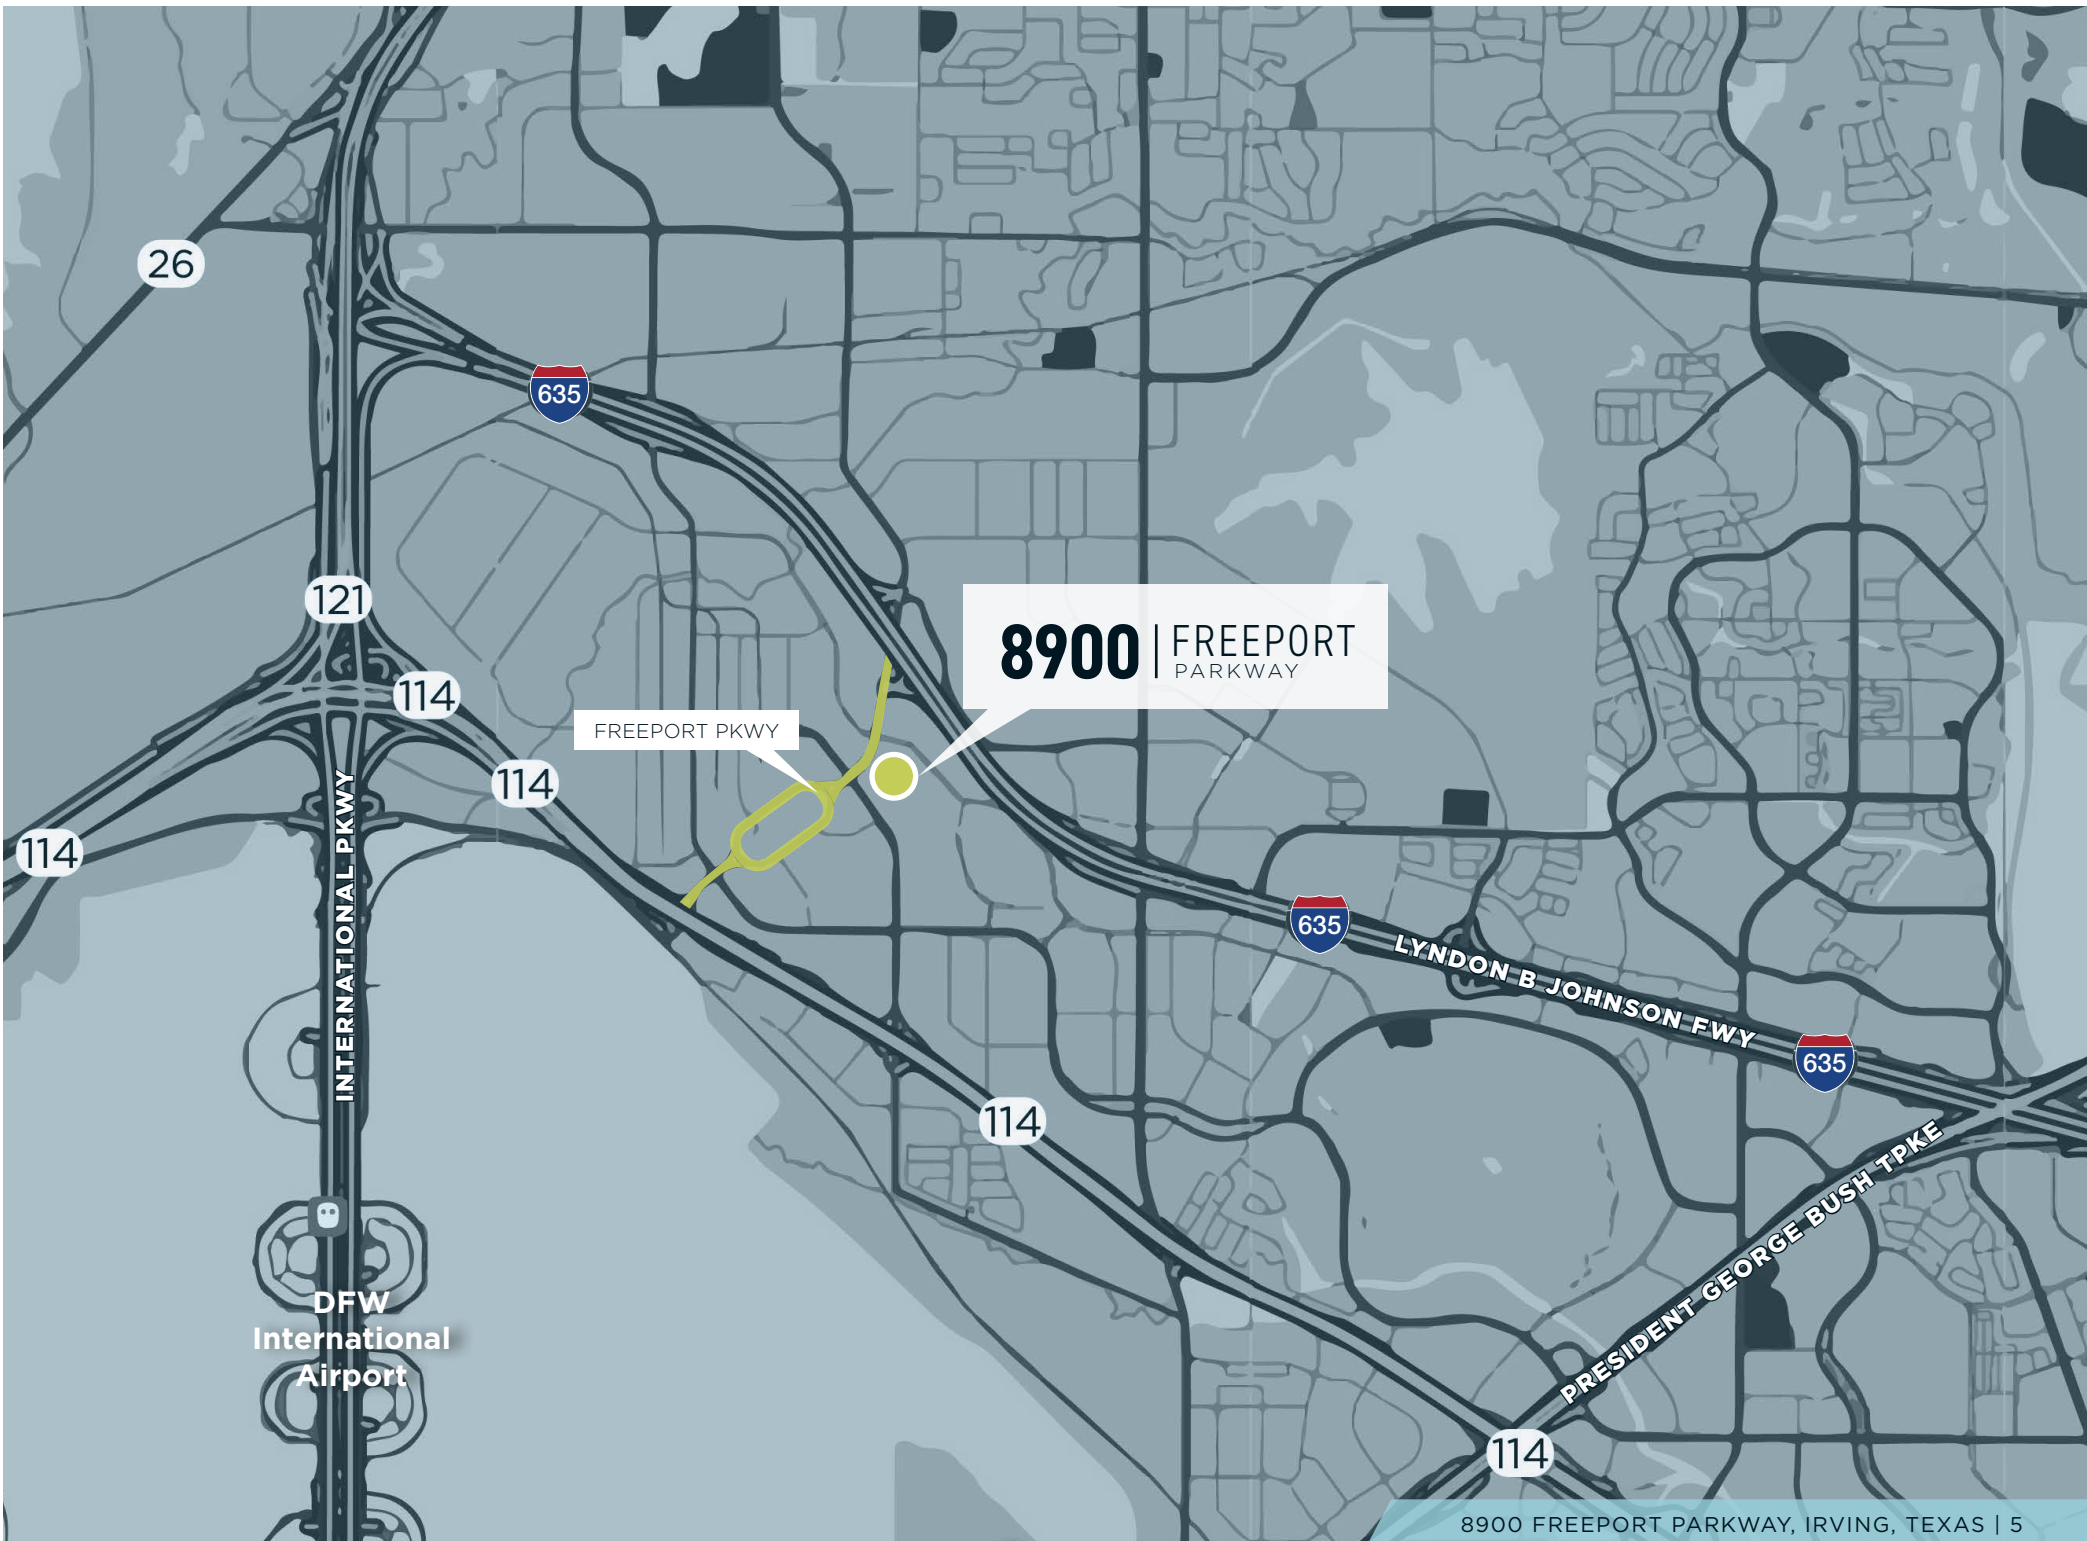 26
635
121
8900 | FREEPORT
PARKWAY
114
FREEPORT PKWY
114
114
INTERNATIONAL PKWY
635
LYNDON B JOHNSON FWY
635
114
PRESIDENT GEORGE BUSH TPKE
DFW
International
Airport
114
8900 FREEPORT PARKWAY, IRVING, TEXAS | 5